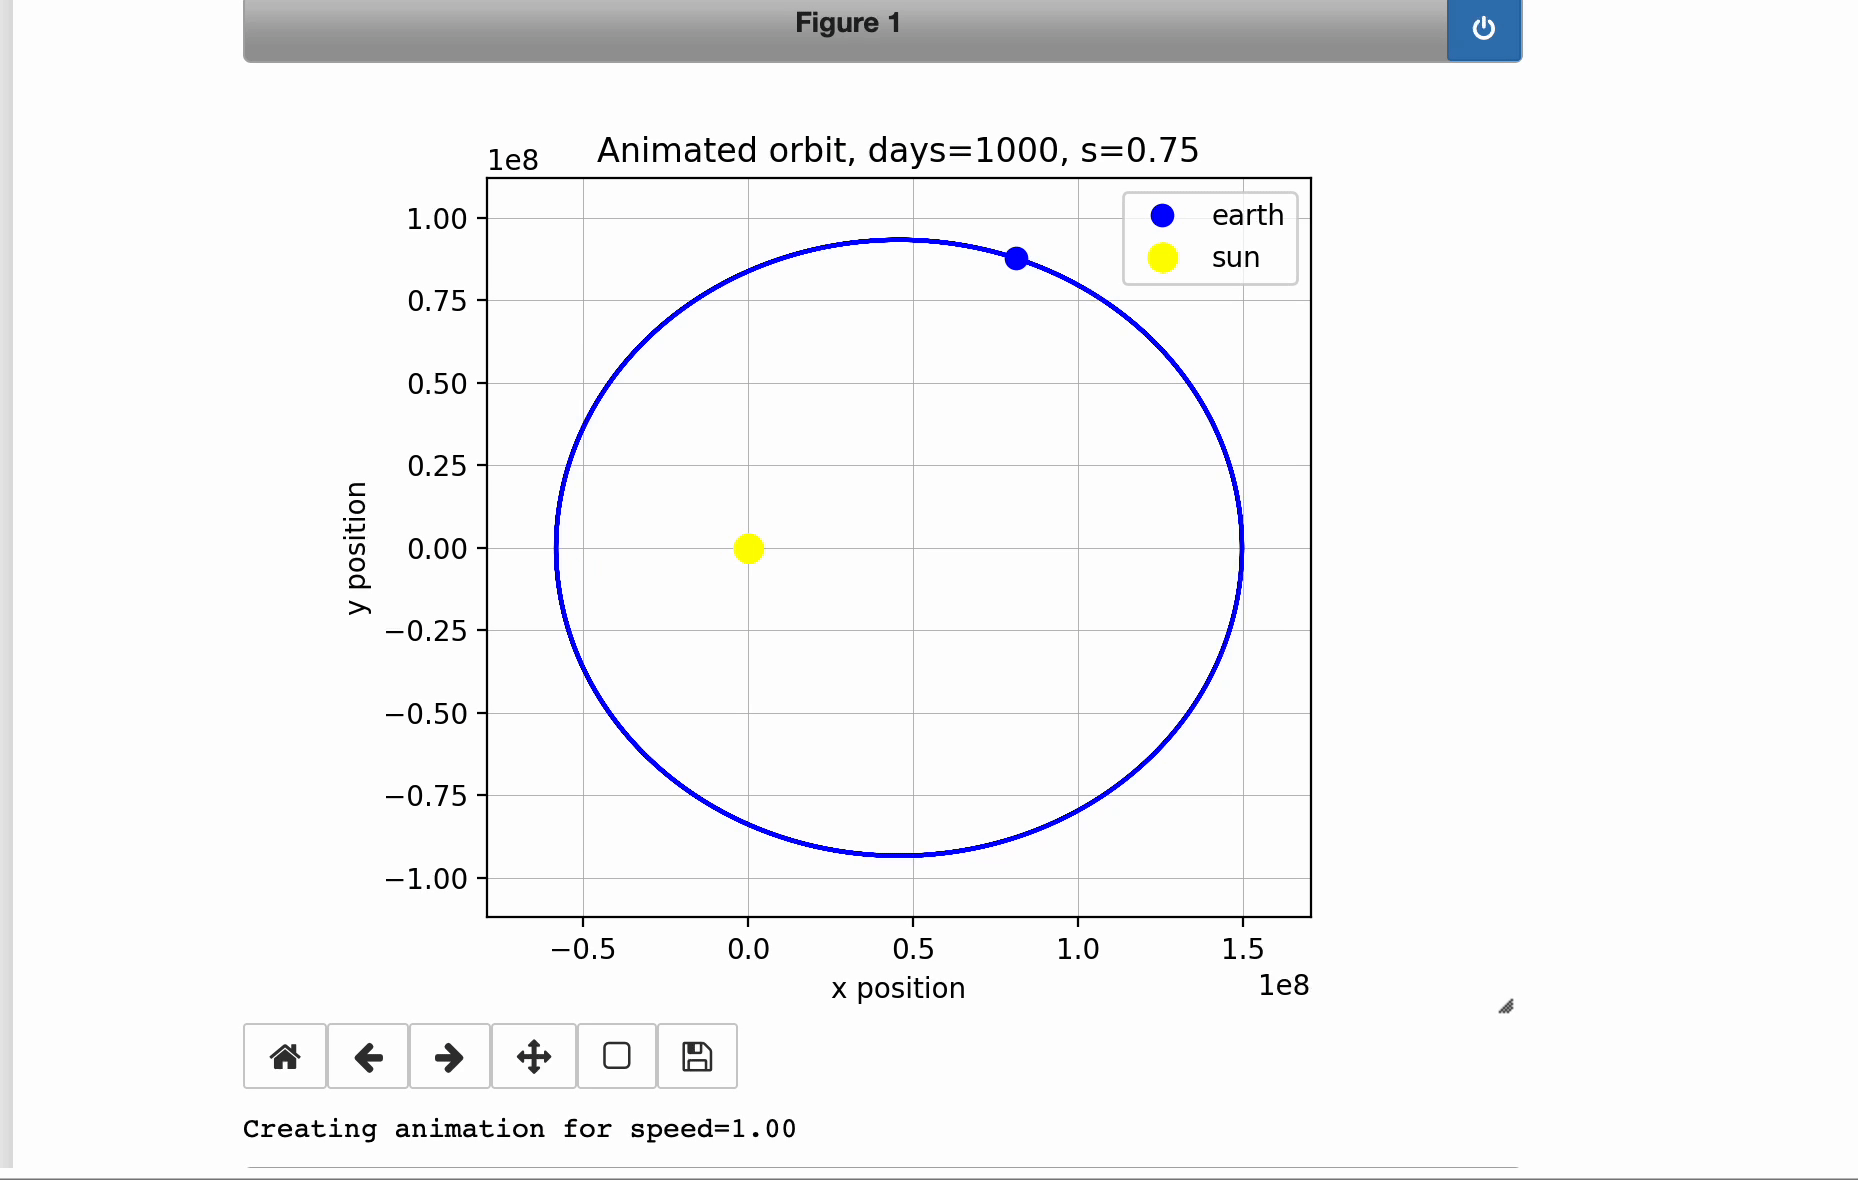 Figure 1
Animated orbit, days=1000, s=0.75
1e8
earth
sun
1.00
0.75
0.50
0.25
0.00
−0.25
−0.50
−0.75
−1.00
y position
−0.5 0.0 0.5 1.0 1.5
x position
1e8
Creating animation for speed=1.00